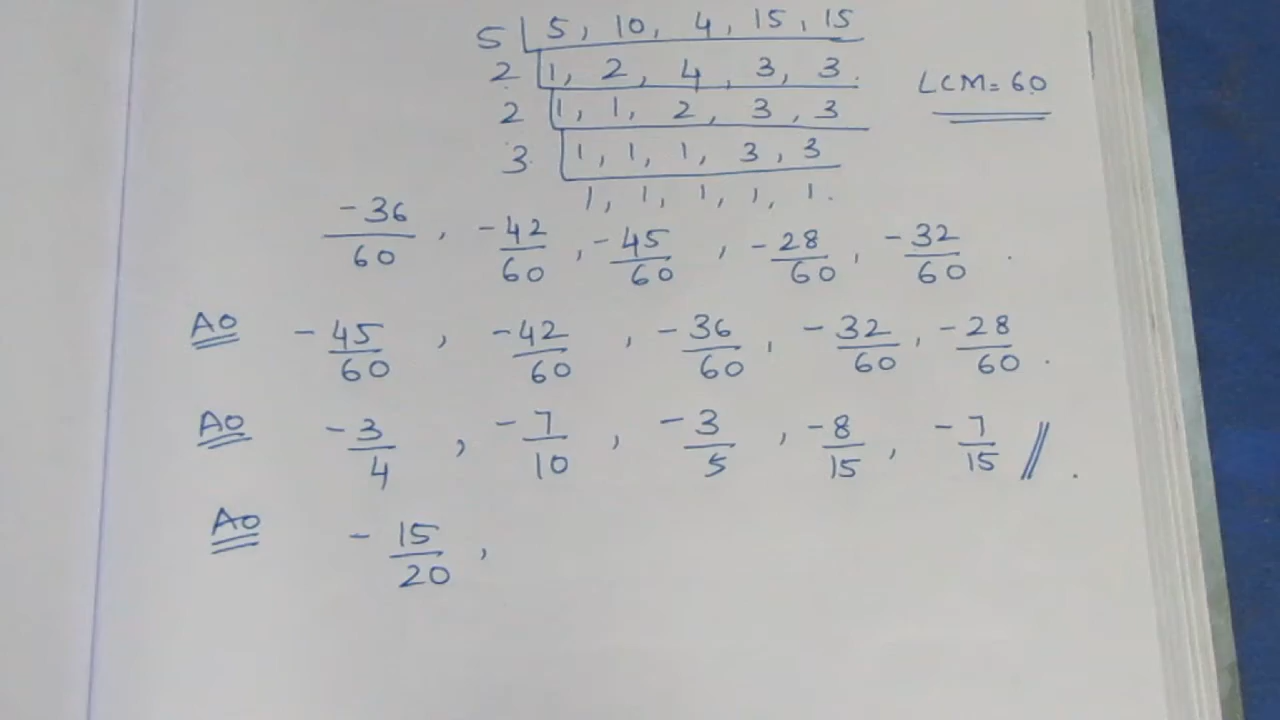 5 | 5, 10, 4, 15, 15
2 | 1, 2, 4, 3, 3.
LCM = 60
2 | 1, 1, 2, 3, 3
3 | 1, 1, 1, 3, 3
1, 1, 1, 1, 1.
-36/60, -42/60, -45/60, -28/60, -32/60.
AO -45/60, -42/60, -36/60, -32/60, -28/60.
AO -3/4, -7/10, -3/5, -8/15, -7/15 //.
AO -15/20,